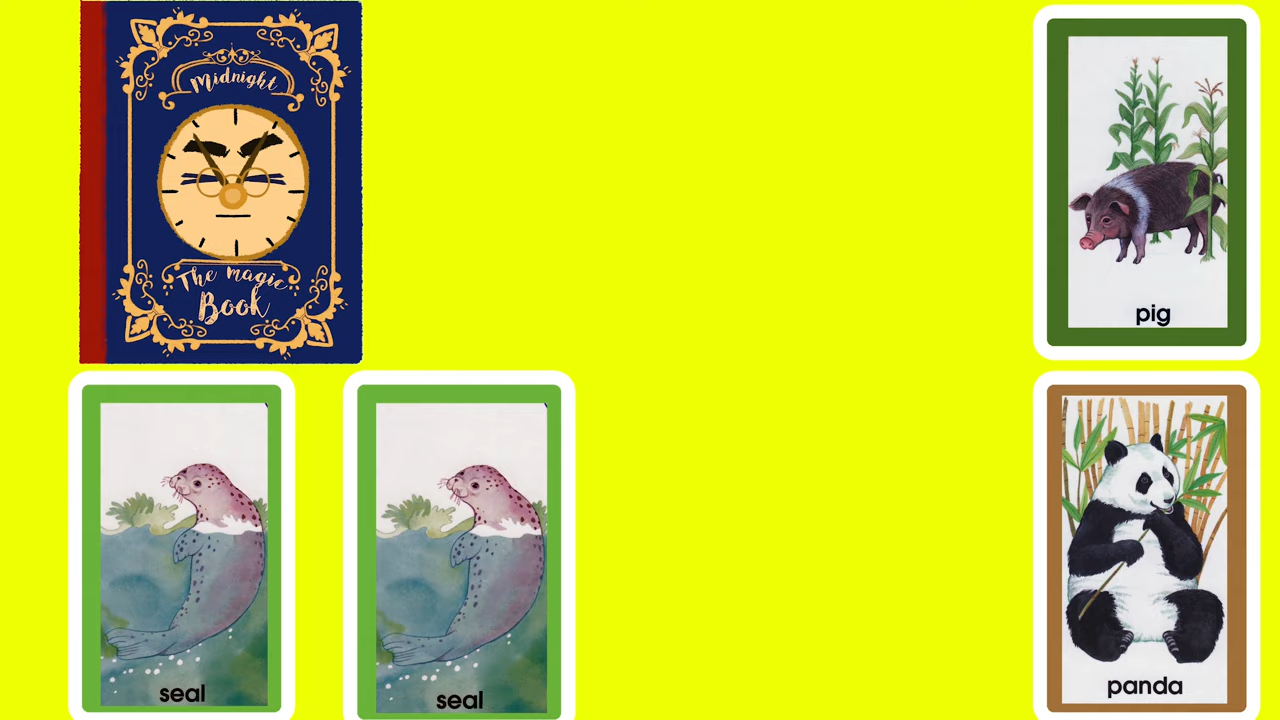 Midnight
The magic
Book
pig
seal
seal
panda